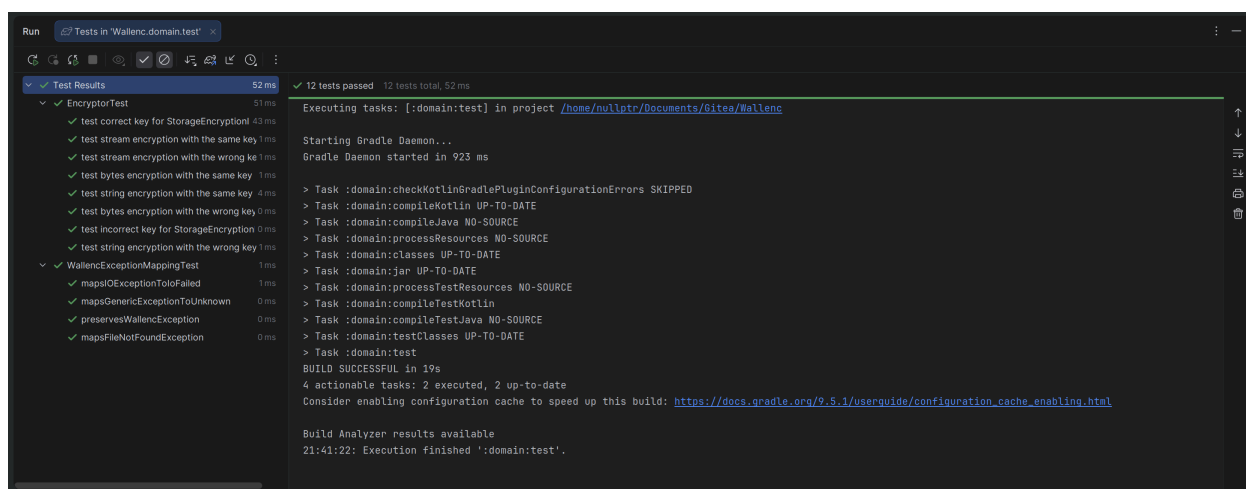 Run Tests in 'Wallenc.domain.test'
Test Results 52 ms
EncryptorTest 51 ms
test correct key for StorageEncryptionI 43 ms
test stream encryption with the same key 1 ms
test stream encryption with the wrong ke 1 ms
test bytes encryption with the same key 1 ms
test string encryption with the same key 4 ms
test bytes encryption with the wrong key 0 ms
test incorrect key for StorageEncryption 0 ms
test string encryption with the wrong key 1 ms
WallencExceptionMappingTest 1 ms
mapsIOExceptionToIoFailed 1 ms
mapsGenericExceptionToUnknown 0 ms
preservesWallencException 0 ms
mapsFileNotFoundException 0 ms
12 tests passed 12 tests total, 52 ms
Executing tasks: [:domain:test] in project /home/nullptr/Documents/Gitea/Wallenc
Starting Gradle Daemon...
Gradle Daemon started in 923 ms
> Task :domain:checkKotlinGradlePluginConfigurationErrors SKIPPED
> Task :domain:compileKotlin UP-TO-DATE
> Task :domain:compileJava NO-SOURCE
> Task :domain:processResources NO-SOURCE
> Task :domain:classes UP-TO-DATE
> Task :domain:jar UP-TO-DATE
> Task :domain:processTestResources NO-SOURCE
> Task :domain:compileTestKotlin
> Task :domain:compileTestJava NO-SOURCE
> Task :domain:testClasses UP-TO-DATE
> Task :domain:test
BUILD SUCCESSFUL in 19s
4 actionable tasks: 2 executed, 2 up-to-date
Consider enabling configuration cache to speed up this build: https://docs.gradle.org/9.5.1/userguide/configuration_cache_enabling.html
Build Analyzer results available
21:41:22: Execution finished ':domain:test'.